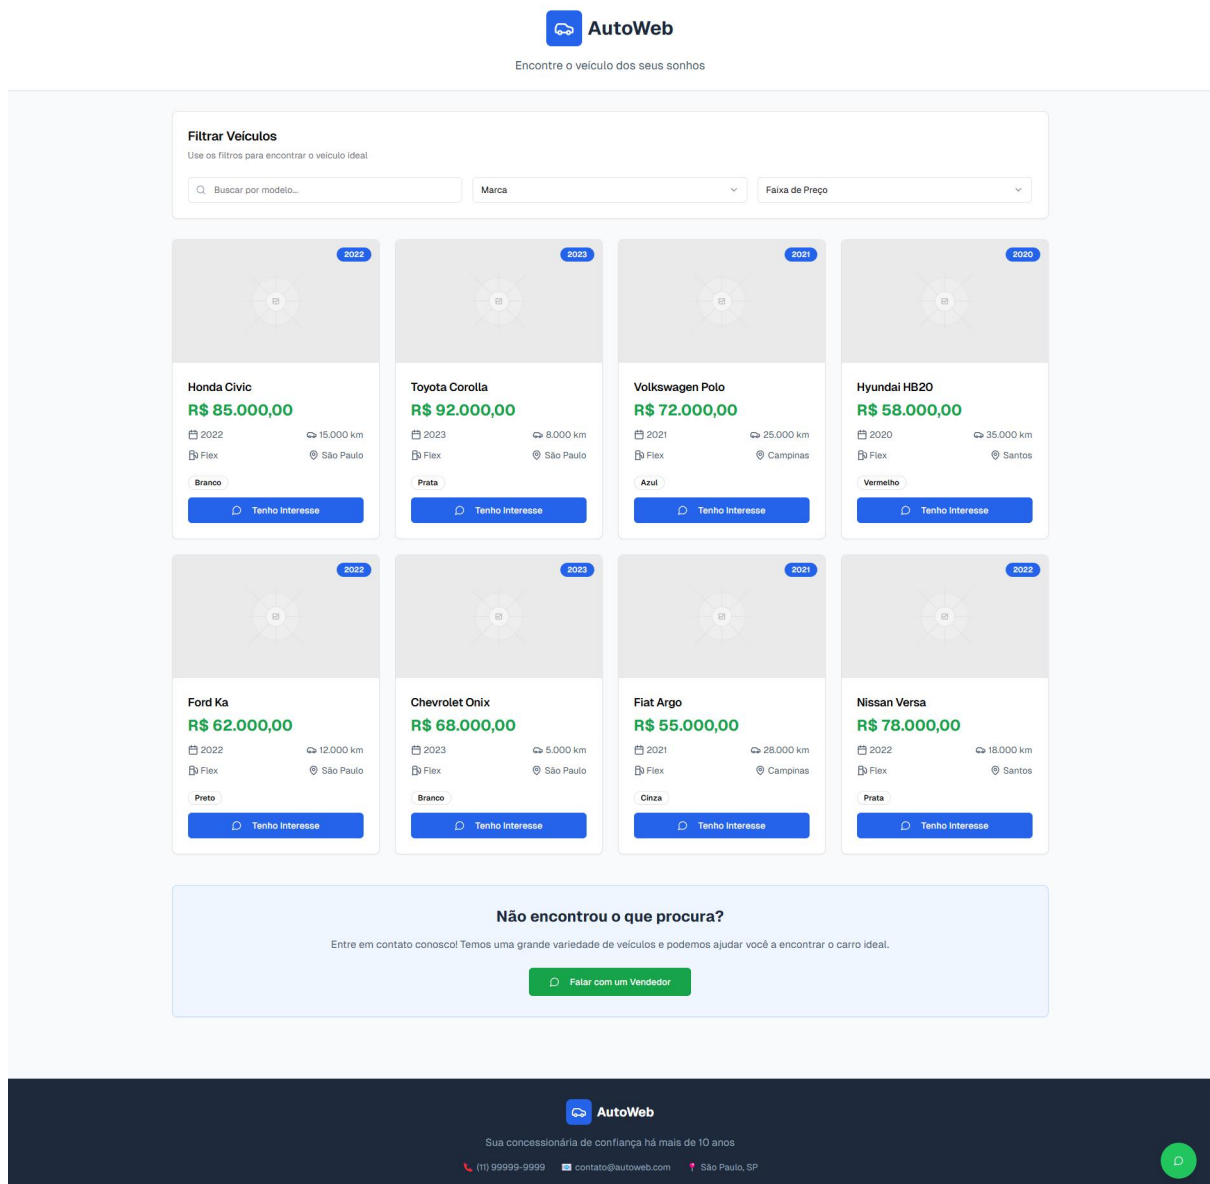 AutoWeb
Encontre o veículo dos seus sonhos
Filtrar Veículos
Use os filtros para encontrar o veículo ideal
Buscar por modelo...
Marca
Faixa de Preço
2022
2023
2021
2020
Honda Civic
Toyota Corolla
Volkswagen Polo
Hyundai HB20
R$ 85.000,00
R$ 92.000,00
R$ 72.000,00
R$ 58.000,00
2022 15.000 km
2023 8.000 km
2021 25.000 km
2020 35.000 km
Flex São Paulo
Flex São Paulo
Flex Campinas
Flex Santos
Branco
Prata
Azul
Vermelho
Tenho Interesse
Tenho Interesse
Tenho Interesse
Tenho Interesse
2022
2023
2021
2022
Ford Ka
Chevrolet Onix
Fiat Argo
Nissan Versa
R$ 62.000,00
R$ 68.000,00
R$ 55.000,00
R$ 78.000,00
2022 12.000 km
2023 5.000 km
2021 28.000 km
2022 18.000 km
Flex São Paulo
Flex São Paulo
Flex Campinas
Flex Santos
Preto
Branco
Cinza
Prata
Tenho Interesse
Tenho Interesse
Tenho Interesse
Tenho Interesse
Não encontrou o que procura?
Entre em contato conosco! Temos uma grande variedade de veículos e podemos ajudar você a encontrar o carro ideal.
Falar com um Vendedor
AutoWeb
Sua concessionária de confiança há mais de 10 anos
(11) 99999-9999 contato@autoweb.com São Paulo, SP